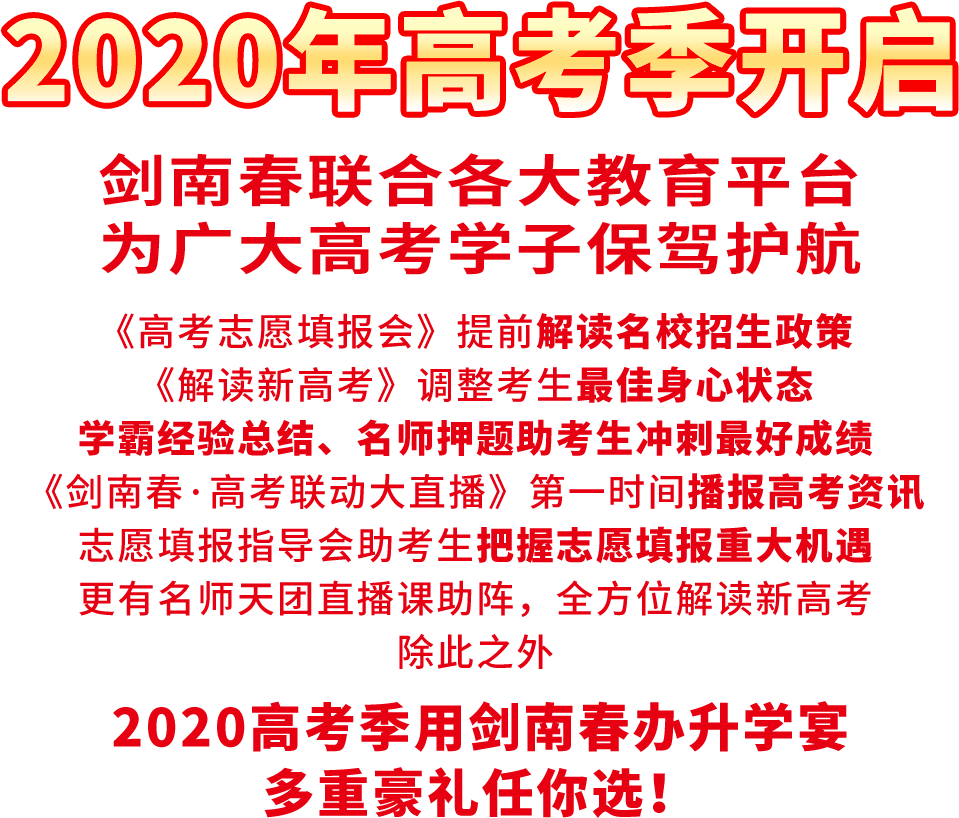 2020年高考季开启
剑南春联合各大教育平台
为广大高考学子保驾护航
《高考志愿填报会》提前解读名校招生政策
《解读新高考》调整考生最佳身心状态
学霸经验总结、名师押题助考生冲刺最好成绩
《剑南春·高考联动大直播》第一时间播报高考资讯
志愿填报指导会助考生把握志愿填报重大机遇
更有名师天团直播课助阵，全方位解读新高考
除此之外
2020高考季用剑南春办升学宴
多重豪礼任你选！